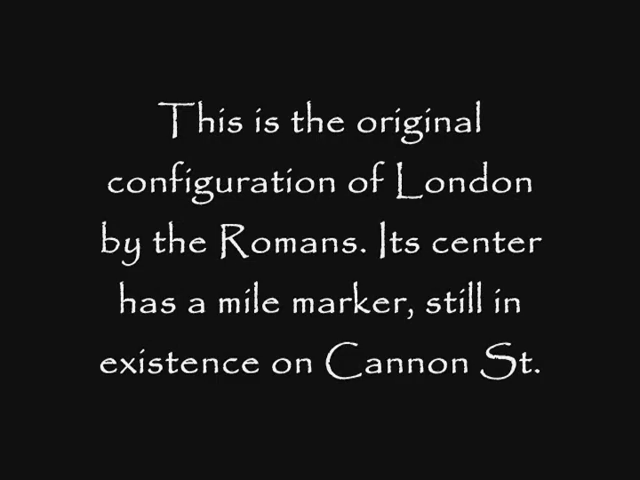 This is the original
configuration of London
by the Romans. Its center
has a mile marker, still in
existence on Cannon St.